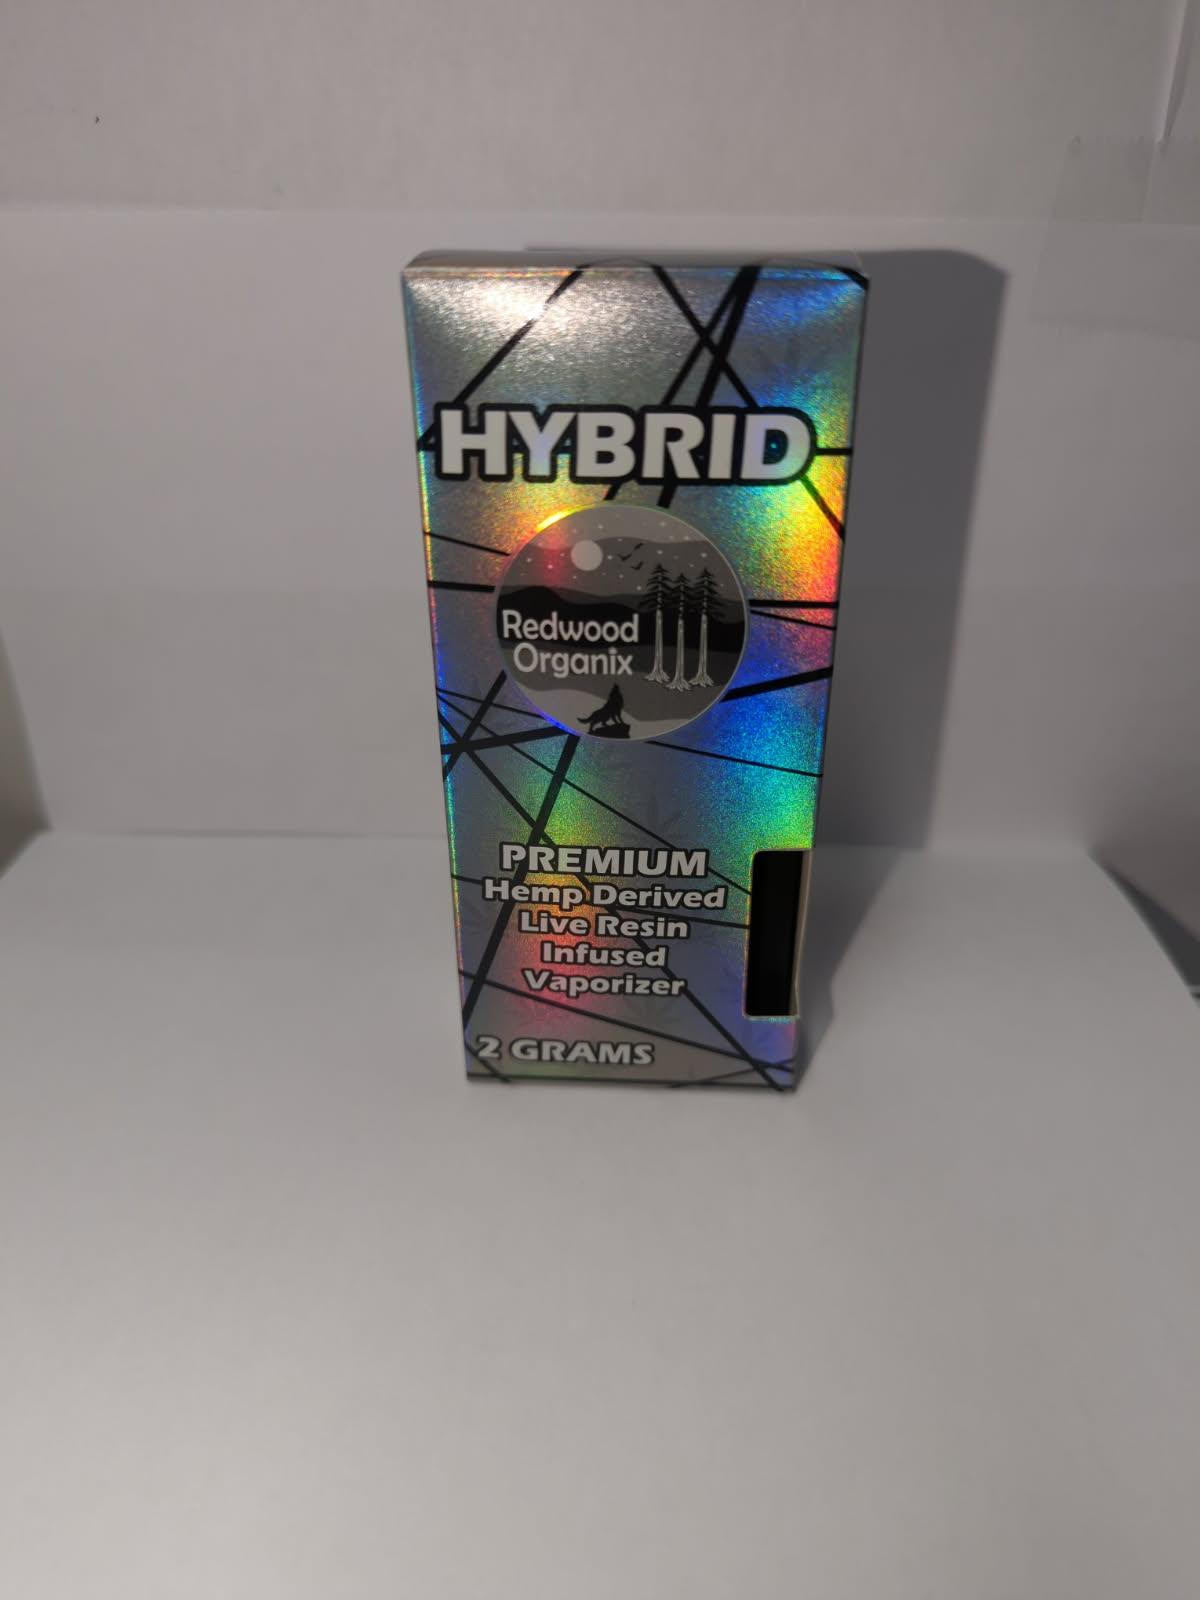 HYBRID
Redwood
Organix
PREMIUM
Hemp Derived
Live Resin
Infused
Vaporizer
2 GRAMS